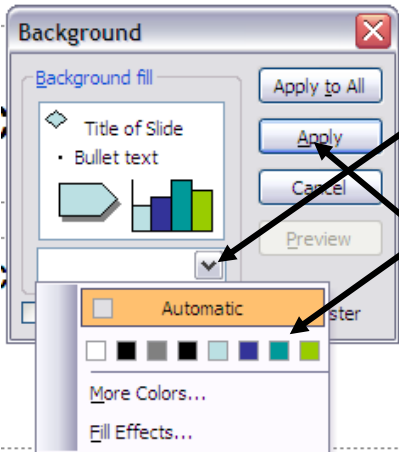 Background
Background fill
Apply to All
Title of Slide
• Bullet text
Apply
Cancel
Preview
Automatic
ster
More Colors...
Fill Effects...